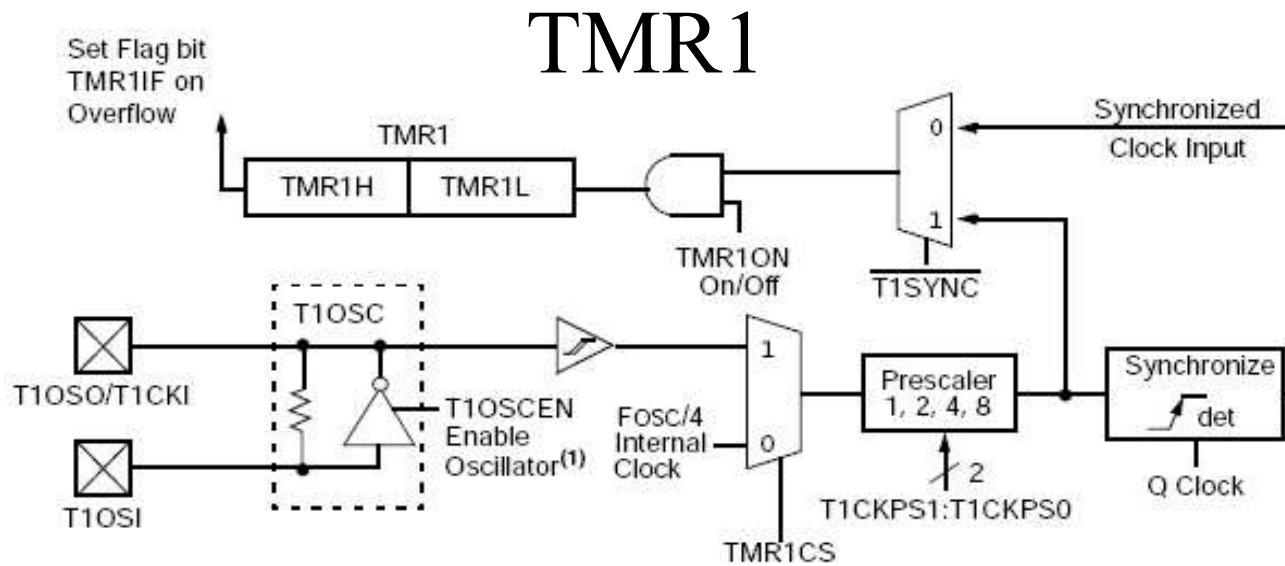 TMR1
Set Flag bit
TMR1IF on
Overflow
TMR1
TMR1H
TMR1L
0
1
Synchronized
Clock Input
TMR1ON
On/Off
T1SYNC
T1OSC
T1OSO/T1CKI
T1OSI
T1OSCEN
Enable
Oscillator(1)
1
0
FOSC/4
Internal
Clock
TMR1CS
Prescaler
1, 2, 4, 8
2
T1CKPS1:T1CKPS0
Synchronize
det
Q Clock